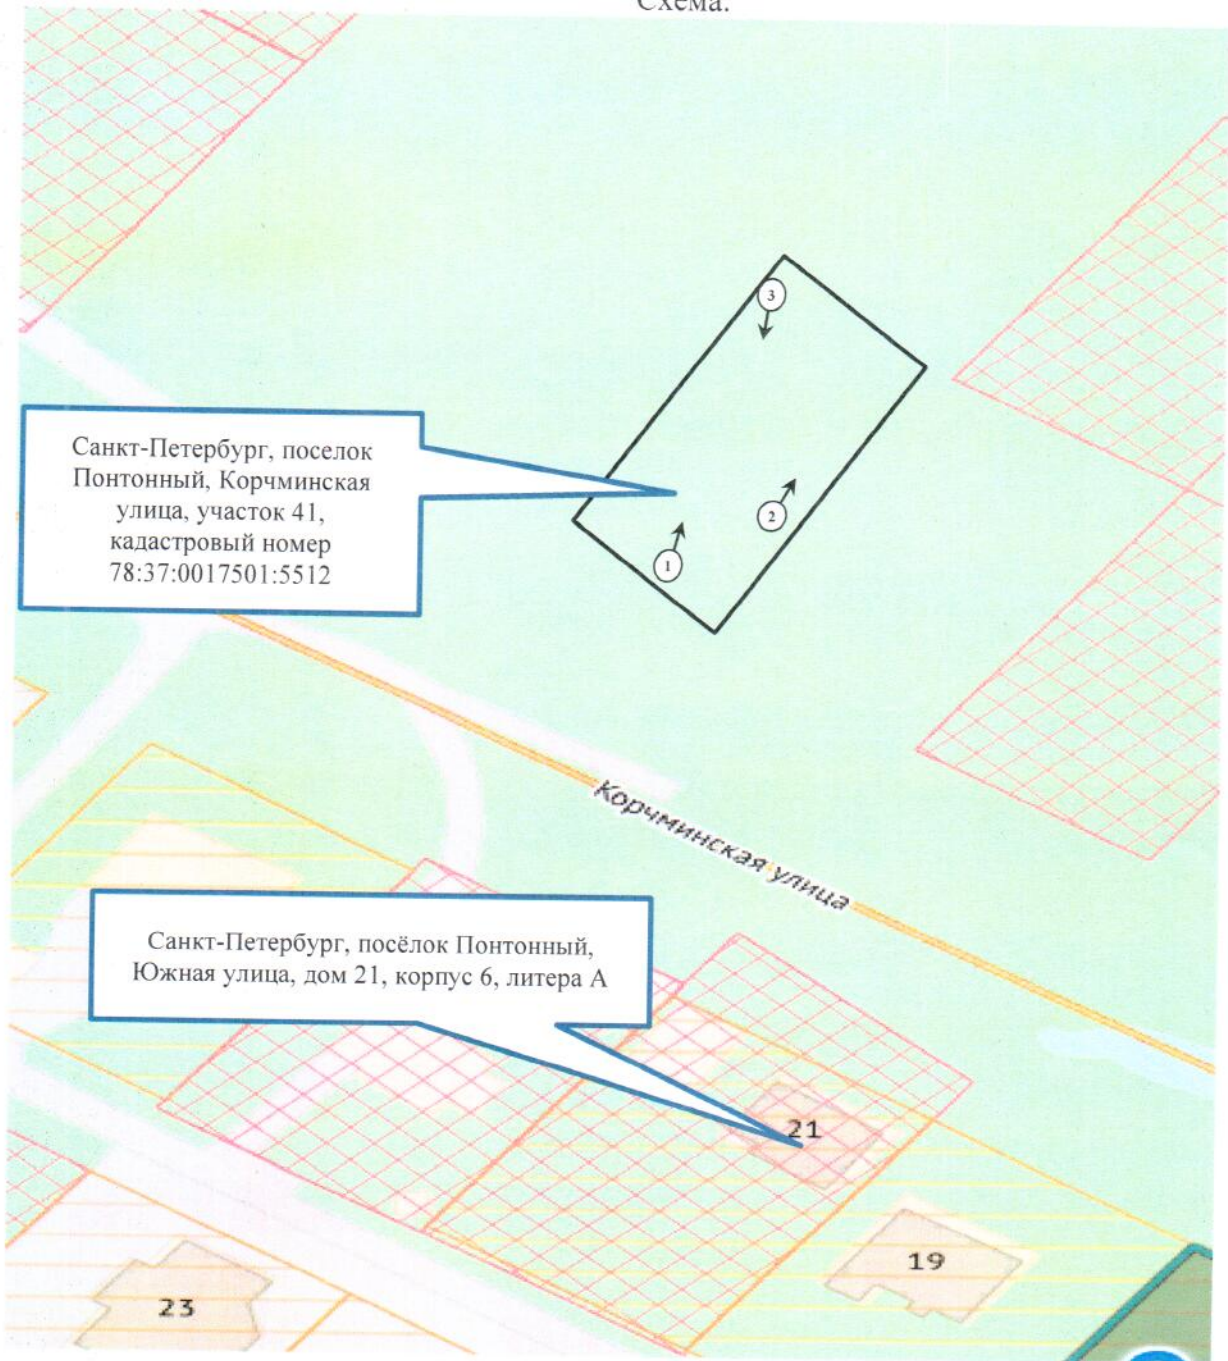 Схема.
3
Санкт-Петербург, поселок
Понтонный, Корчминская
улица, участок 41,
кадастровый номер
78:37:0017501:5512
2
1
Корчминская улица
Санкт-Петербург, посёлок Понтонный,
Южная улица, дом 21, корпус 6, литера А
21
19
23